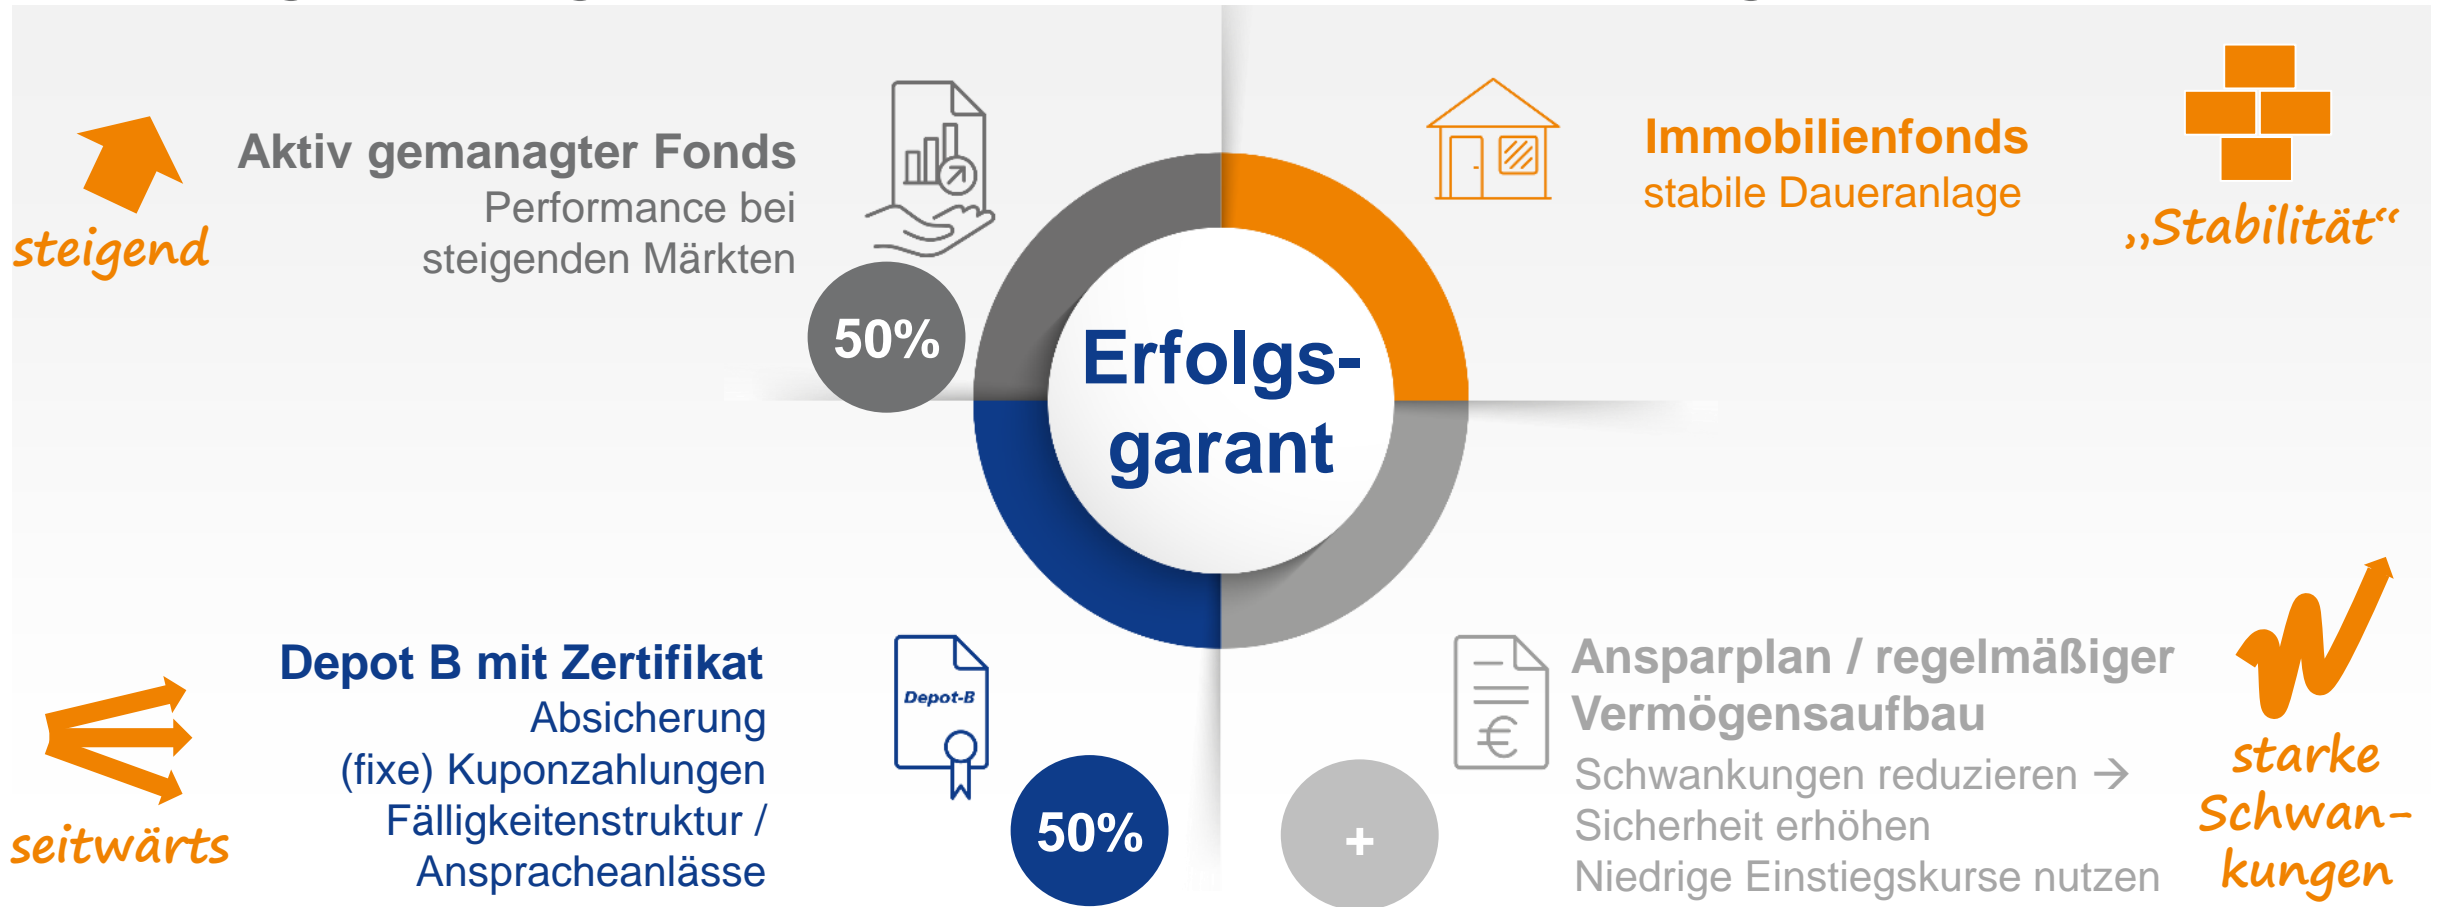 steigend
Aktiv gemanagter Fonds
Performance bei
steigenden Märkten
50%
Immobilienfonds
stabile Daueranlage
„Stabilität“
Erfolgs-
garant
seitwärts
Depot B mit Zertifikat
Absicherung
(fixe) Kuponzahlungen
Fälligkeitenstruktur /
Anspracheanlässe
Depot-B
50%
+
€
Ansparplan / regelmäßiger
Vermögensaufbau
Schwankungen reduzieren →
Sicherheit erhöhen
Niedrige Einstiegskurse nutzen
starke
Schwan-
kungen